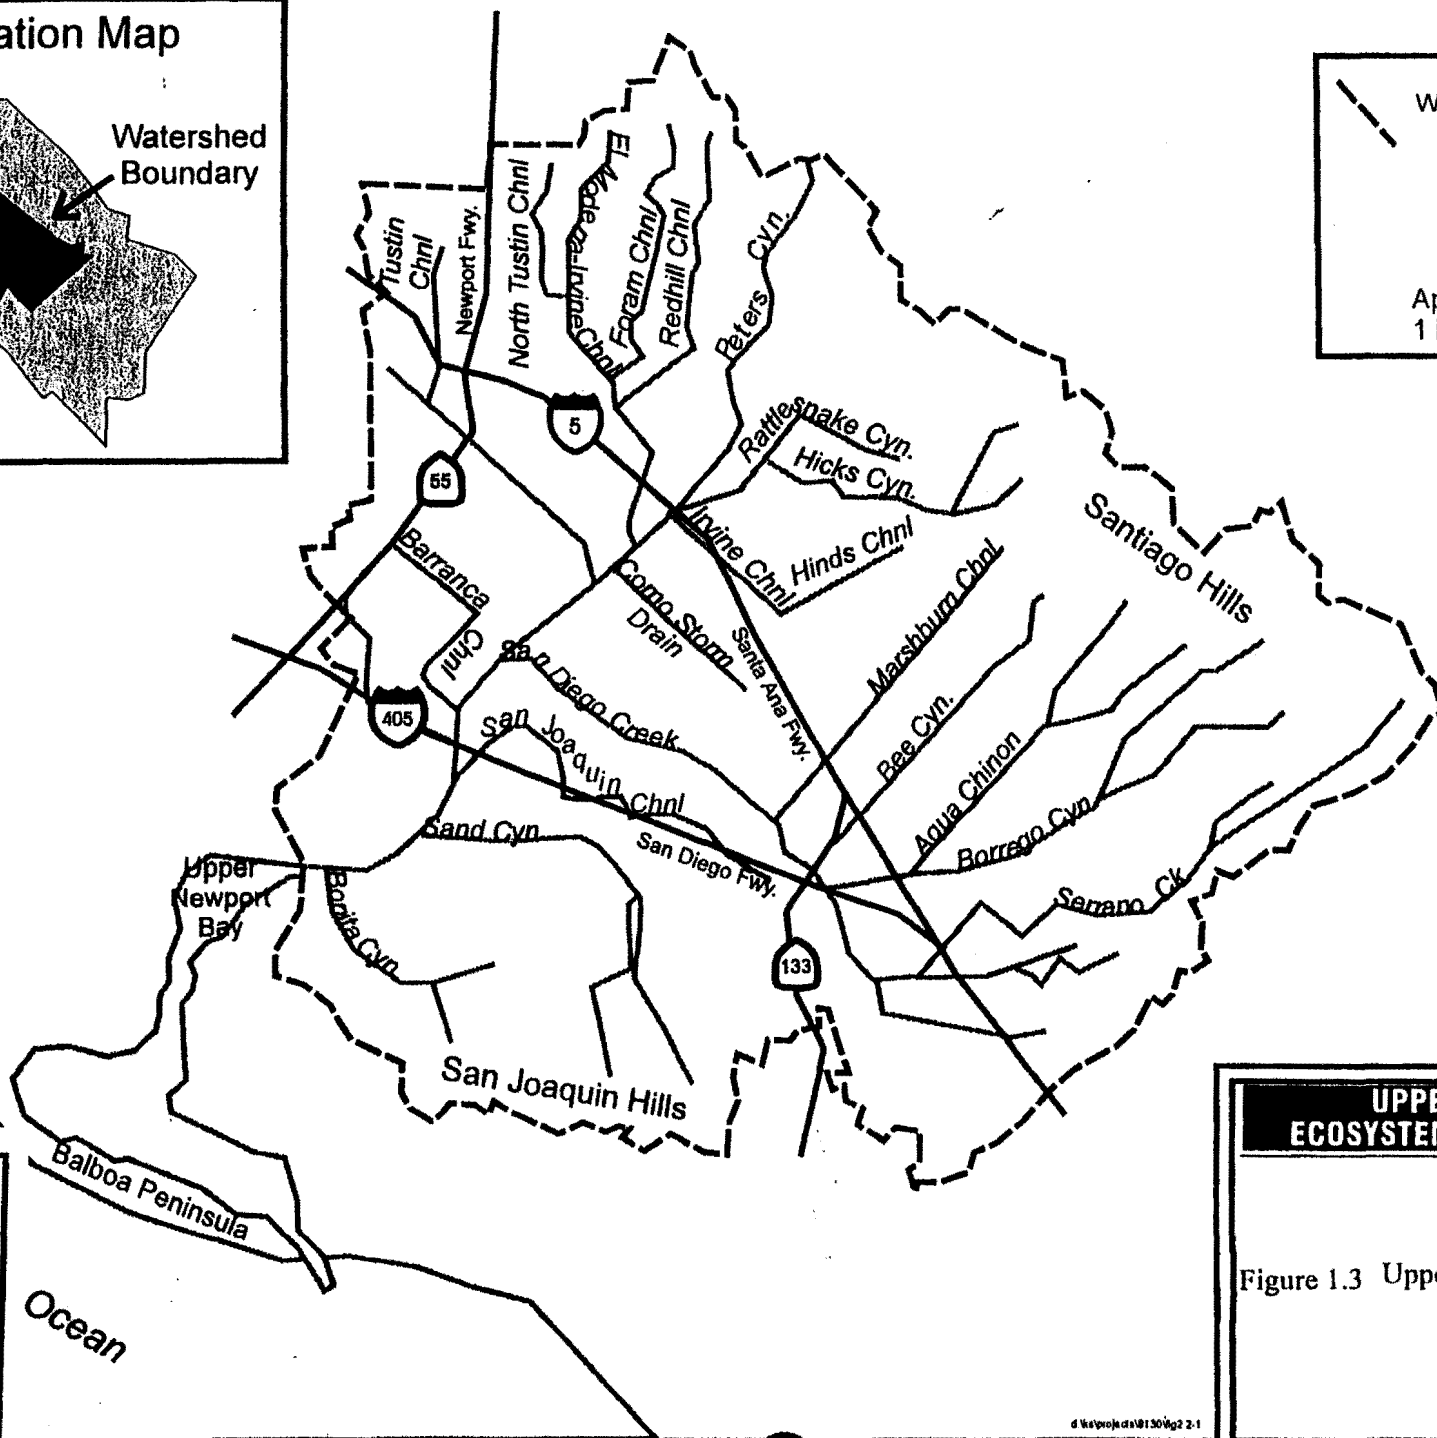 ation Map
Watershed
Boundary
W
Ap
1
El Modena-Irvine Chnl
North Tustin Chnl
Tustin
Chnl
Newport Fwy.
Foram Chnl
Redhill Chnl
Peters Cyn.
5
55
Rattlesnake Cyn.
Hicks Cyn.
Irvine Chnl
Hinds Chnl
Santiago Hills
Barranca
Chnl
Como Storm
Drain
Santa Ana Fwy.
Marshburn Chnl
San Diego Creek
405
San Joaquin Chnl
Bee Cyn.
Agua Chinon
Borrego Cyn
Sand Cyn
San Diego Fwy.
Serrano Ck
Upper
Newport
Bay
Bonita Cyn
133
San Joaquin Hills
Balboa Peninsula
Ocean
UPPE
ECOSYSTE
Figure 1.3 Uppe